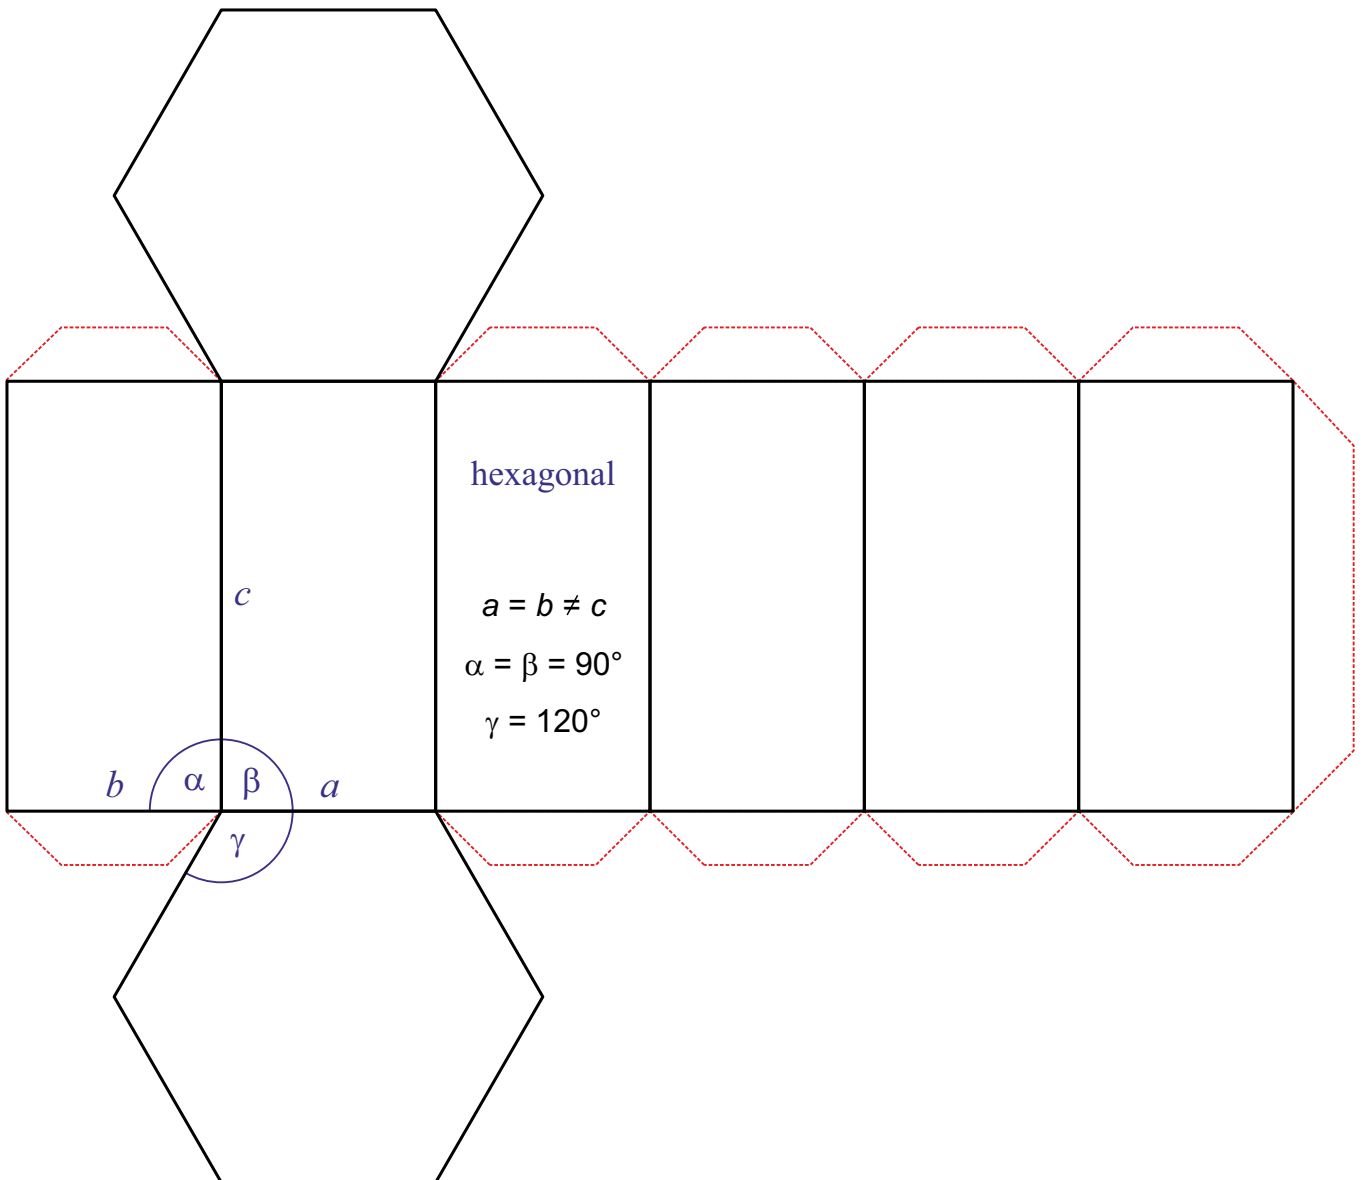 hexagonal
c
a = b ≠ c
α = β = 90°
γ = 120°
b α β a
γ